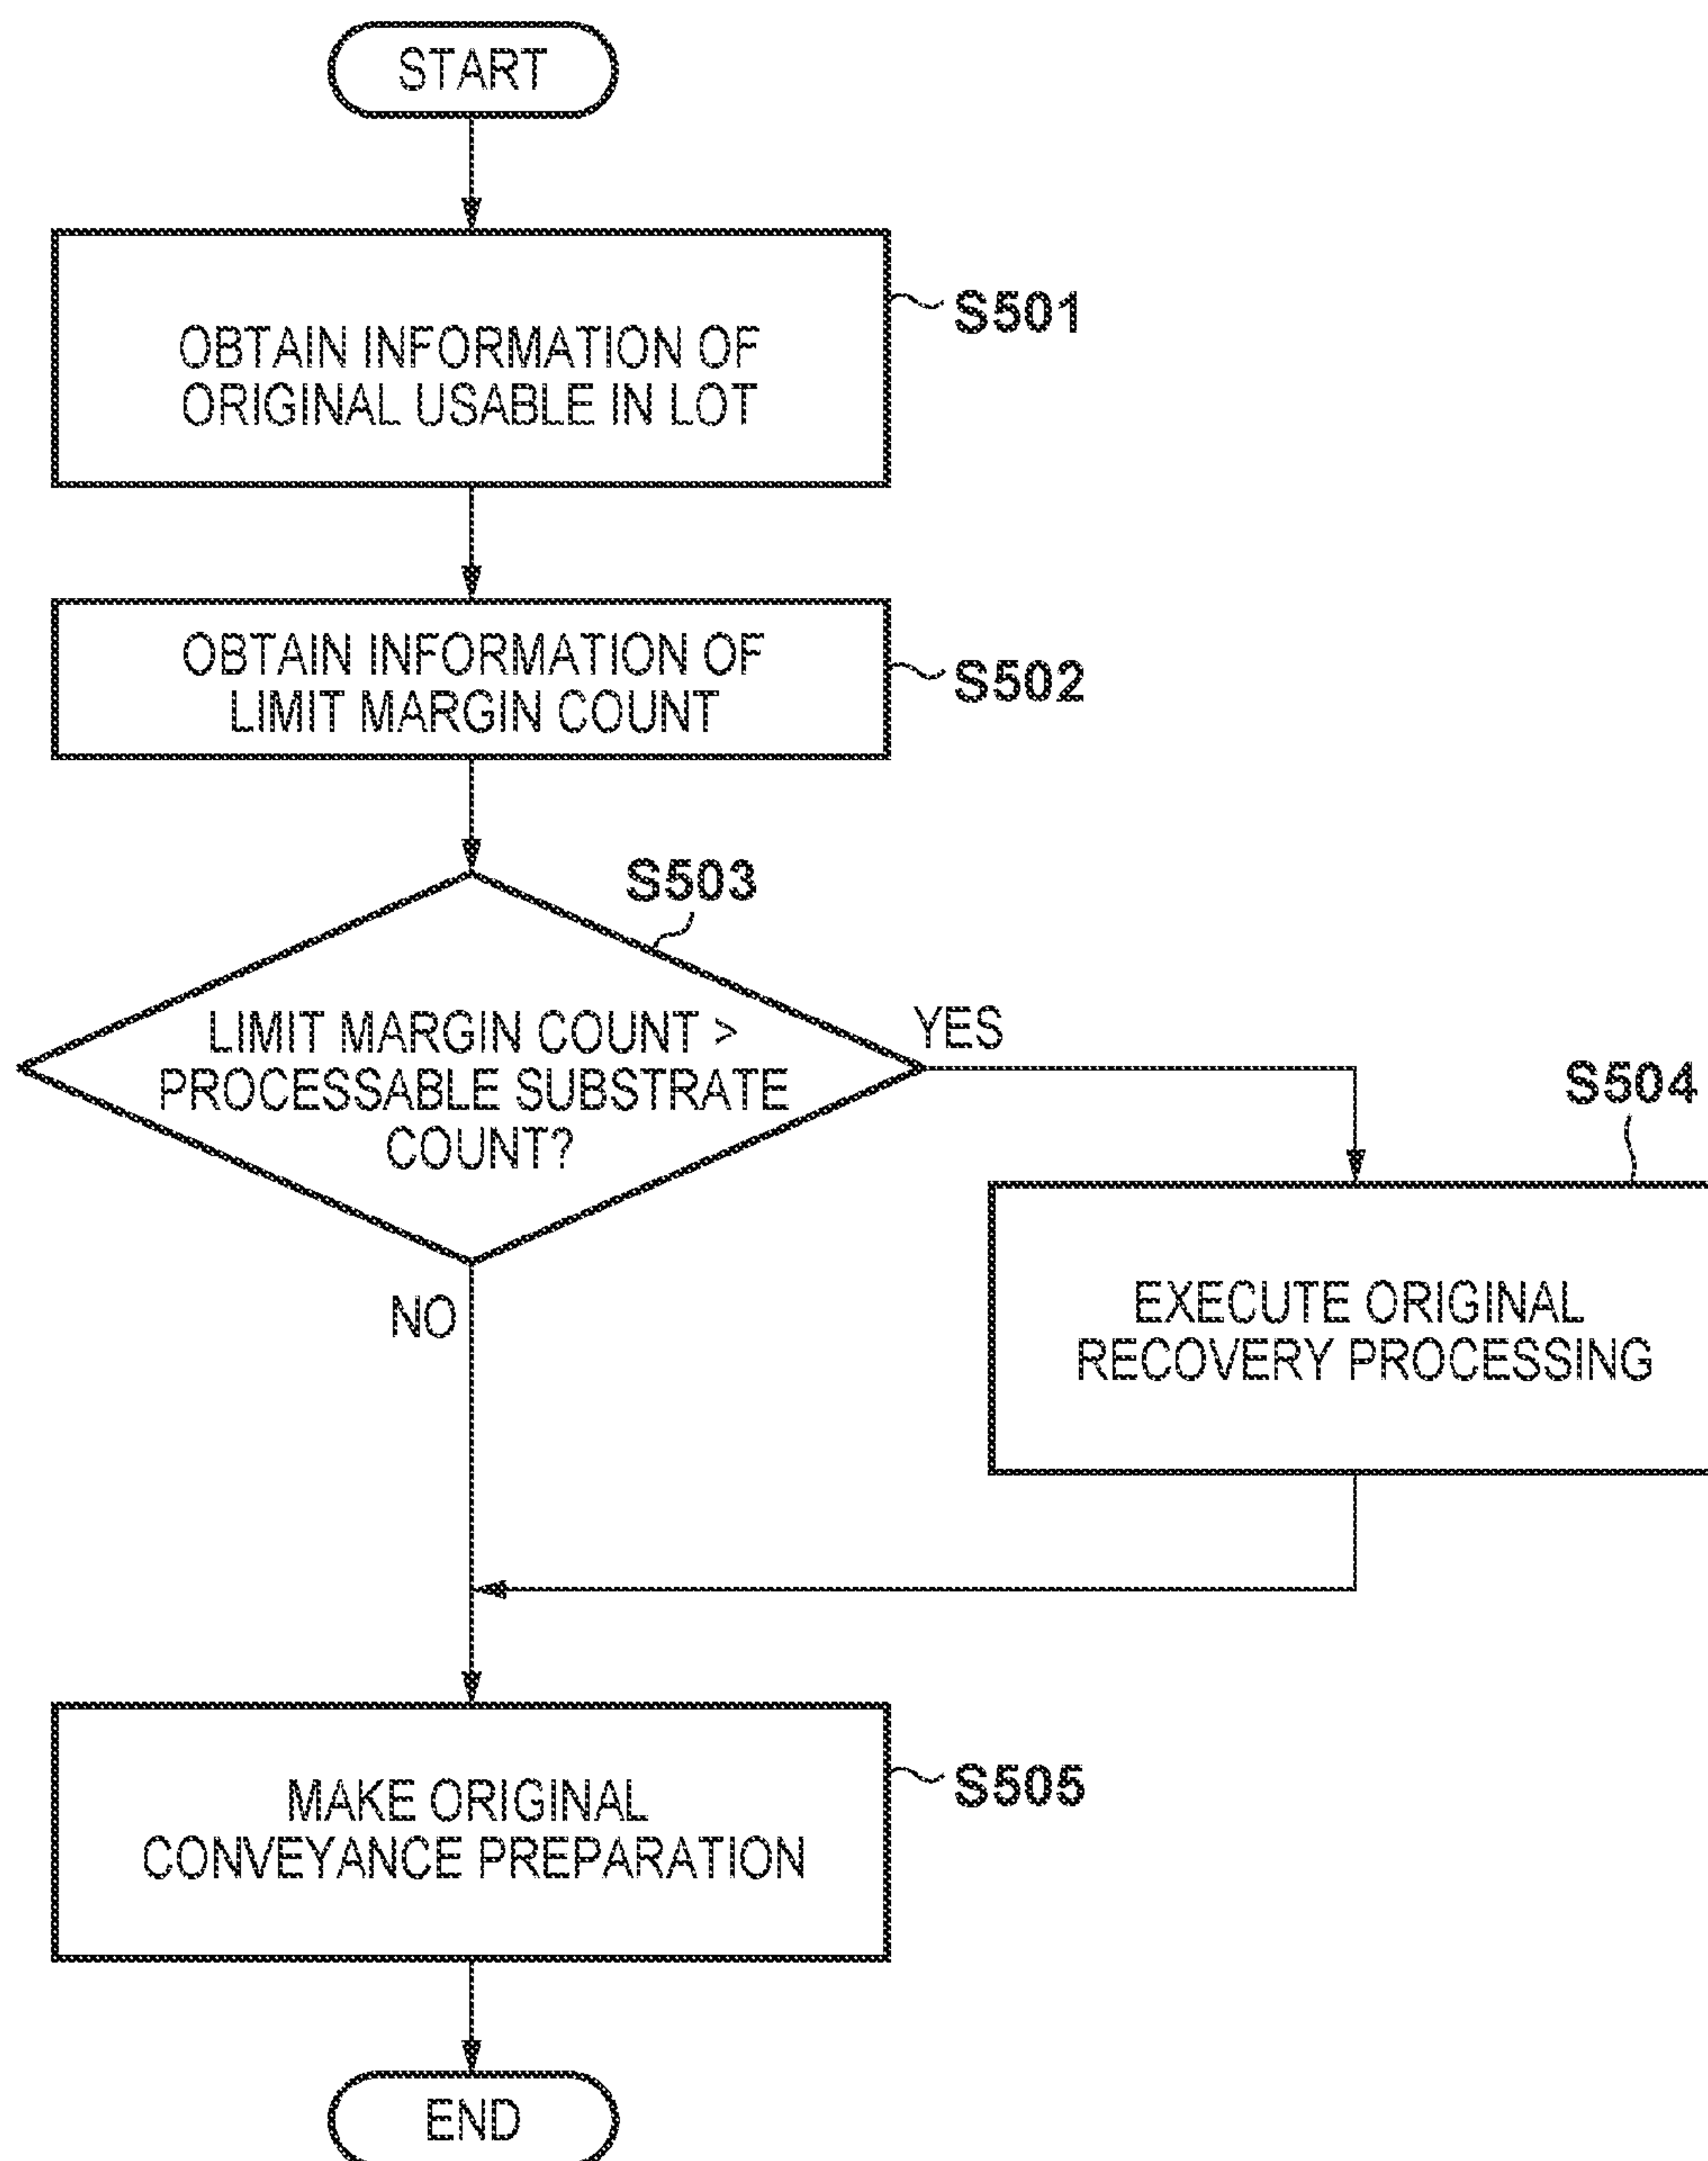 START
OBTAIN INFORMATION OF
ORIGINAL USABLE IN LOT
S501
OBTAIN INFORMATION OF
LIMIT MARGIN COUNT
S502
S503
LIMIT MARGIN COUNT >
PROCESSABLE SUBSTRATE
COUNT?
YES
NO
S504
EXECUTE ORIGINAL
RECOVERY PROCESSING
MAKE ORIGINAL
CONVEYANCE PREPARATION
S505
END